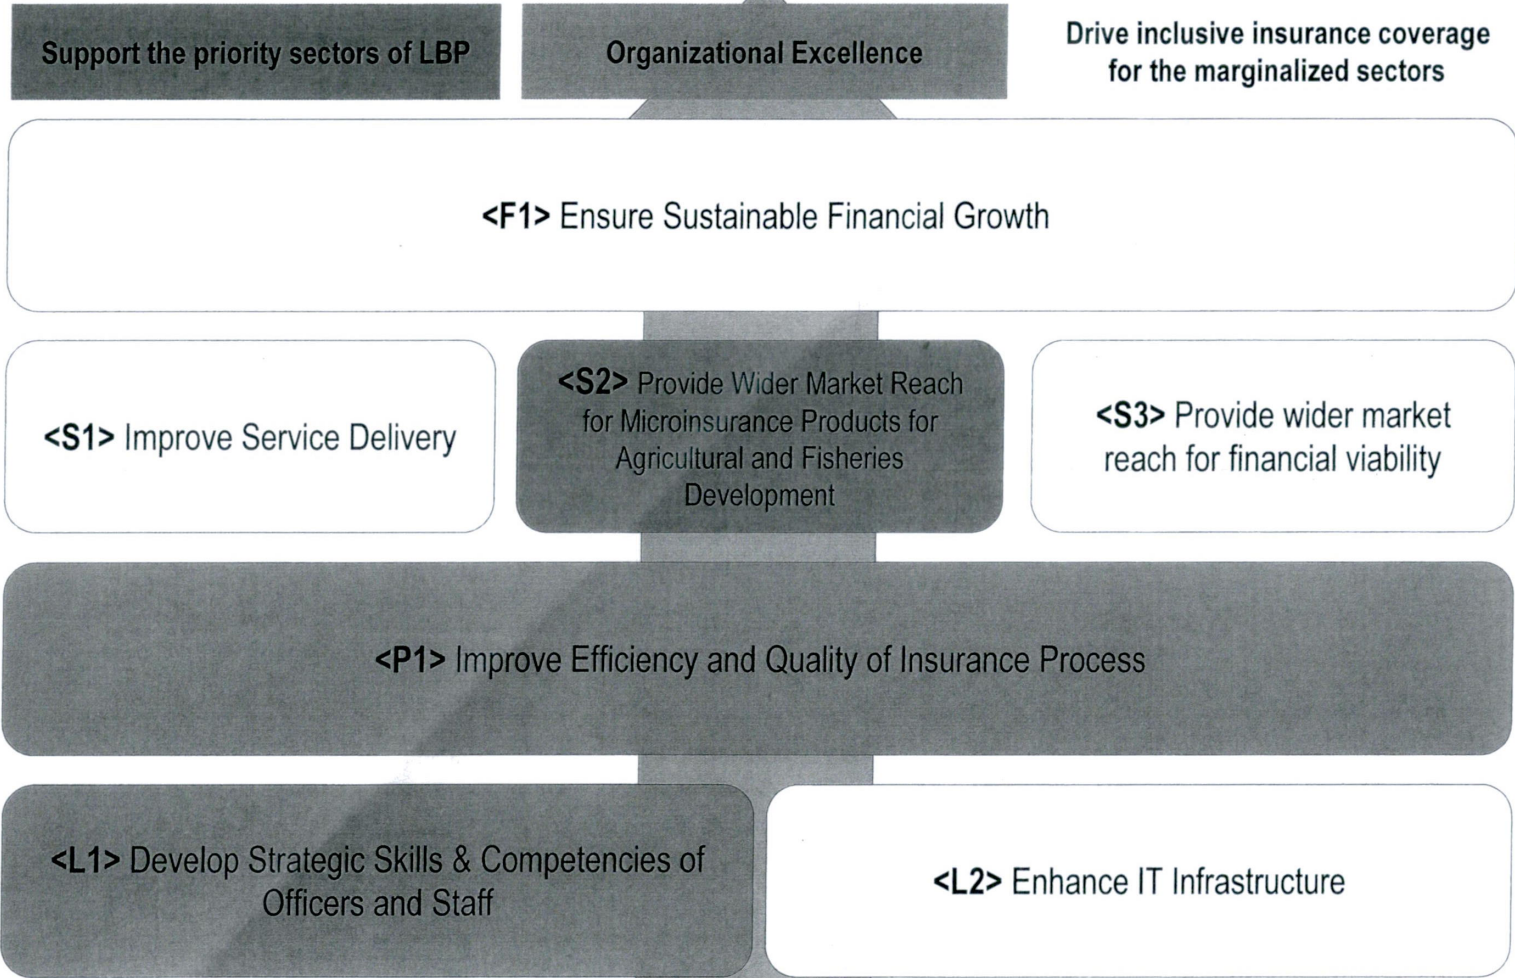 Support the priority sectors of LBP
Organizational Excellence
Drive inclusive insurance coverage
for the marginalized sectors
<F1> Ensure Sustainable Financial Growth
<S1> Improve Service Delivery
<S2> Provide Wider Market Reach
for Microinsurance Products for
Agricultural and Fisheries
Development
<S3> Provide wider market
reach for financial viability
<P1> Improve Efficiency and Quality of Insurance Process
<L1> Develop Strategic Skills & Competencies of
Officers and Staff
<L2> Enhance IT Infrastructure